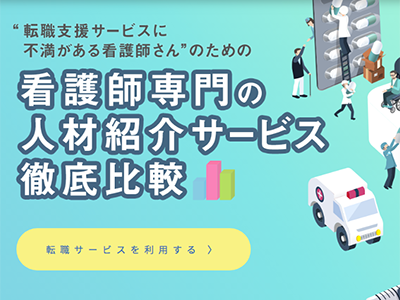 “転職支援サービスに
不満がある看護師さん”のための
看護師専門の
人材紹介サービス
徹底比較
転職サービスを利用する 〉